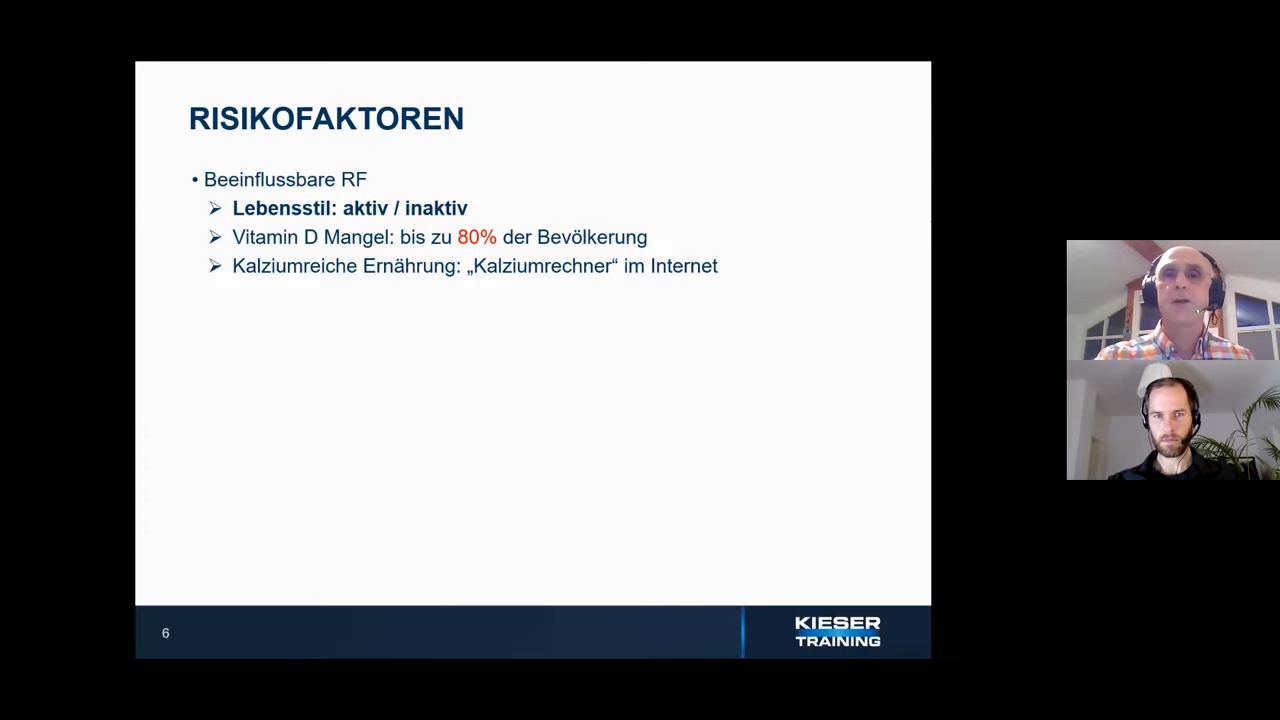 RISIKOFAKTOREN
• Beeinflussbare RF
➢ Lebensstil: aktiv / inaktiv
➢ Vitamin D Mangel: bis zu 80% der Bevölkerung
➢ Kalziumreiche Ernährung: „Kalziumrechner“ im Internet
6
KIESER
TRAINING